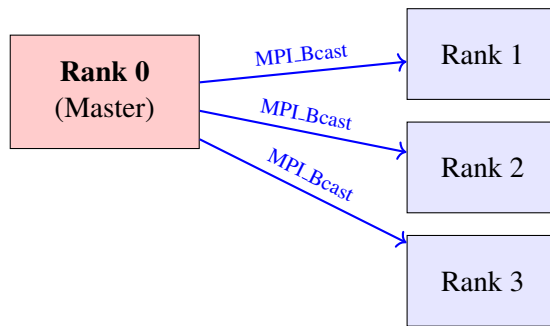 Rank 0
(Master)
MPI_Bcast
Rank 1
MPI_Bcast
Rank 2
MPI_Bcast
Rank 3